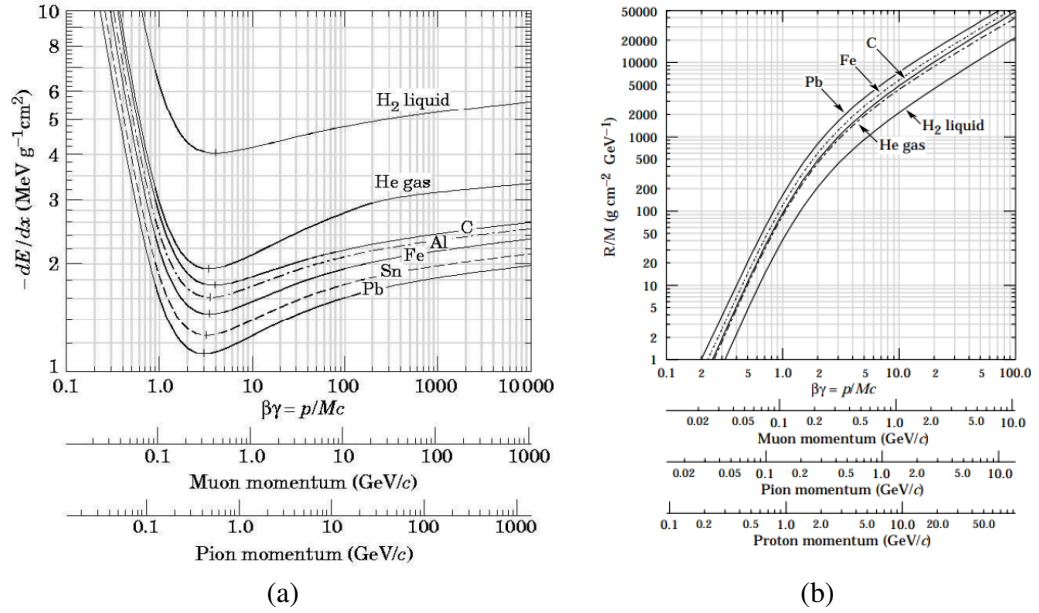 10
8
6
5
4
3
2
1
−dE/dx (MeV g⁻¹cm²)
H₂ liquid
He gas
C
Al
Fe
Sn
Pb
0.1 1.0 10 100 1000 10000
βγ = p/Mc
0.1 1.0 10 100 1000
Muon momentum (GeV/c)
0.1 1.0 10 100 1000
Pion momentum (GeV/c)
(a)
50000
20000
10000
5000
2000
1000
500
200
100
50
20
10
5
2
1
R/M (g cm⁻² GeV⁻¹)
C
Fe
Pb
H₂ liquid
He gas
0.1 2 5 1.0 2 5 10.0 2 5 100.0
βγ = p/Mc
0.02 0.05 0.1 0.2 0.5 1.0 2.0 5.0 10.0
Muon momentum (GeV/c)
0.02 0.05 0.1 0.2 0.5 1.0 2.0 5.0 10.0
Pion momentum (GeV/c)
0.1 0.2 0.5 1.0 2.0 5.0 10.0 20.0 50.0
Proton momentum (GeV/c)
(b)